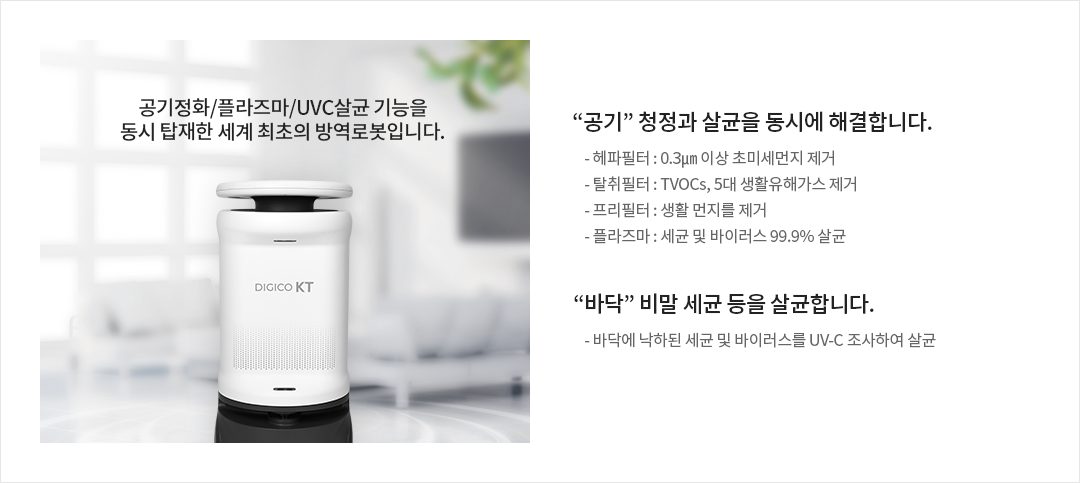 공기정화/플라즈마/UVC살균 기능을
동시 탑재한 세계 최초의 방역로봇입니다.
DIGICO KT
“공기” 청정과 살균을 동시에 해결합니다.
- 헤파필터 : 0.3㎛ 이상 초미세먼지 제거
- 탈취필터 : TVOCs, 5대 생활유해가스 제거
- 프리필터 : 생활 먼지를 제거
- 플라즈마 : 세균 및 바이러스 99.9% 살균
“바닥” 비말 세균 등을 살균합니다.
- 바닥에 낙하된 세균 및 바이러스를 UV-C 조사하여 살균